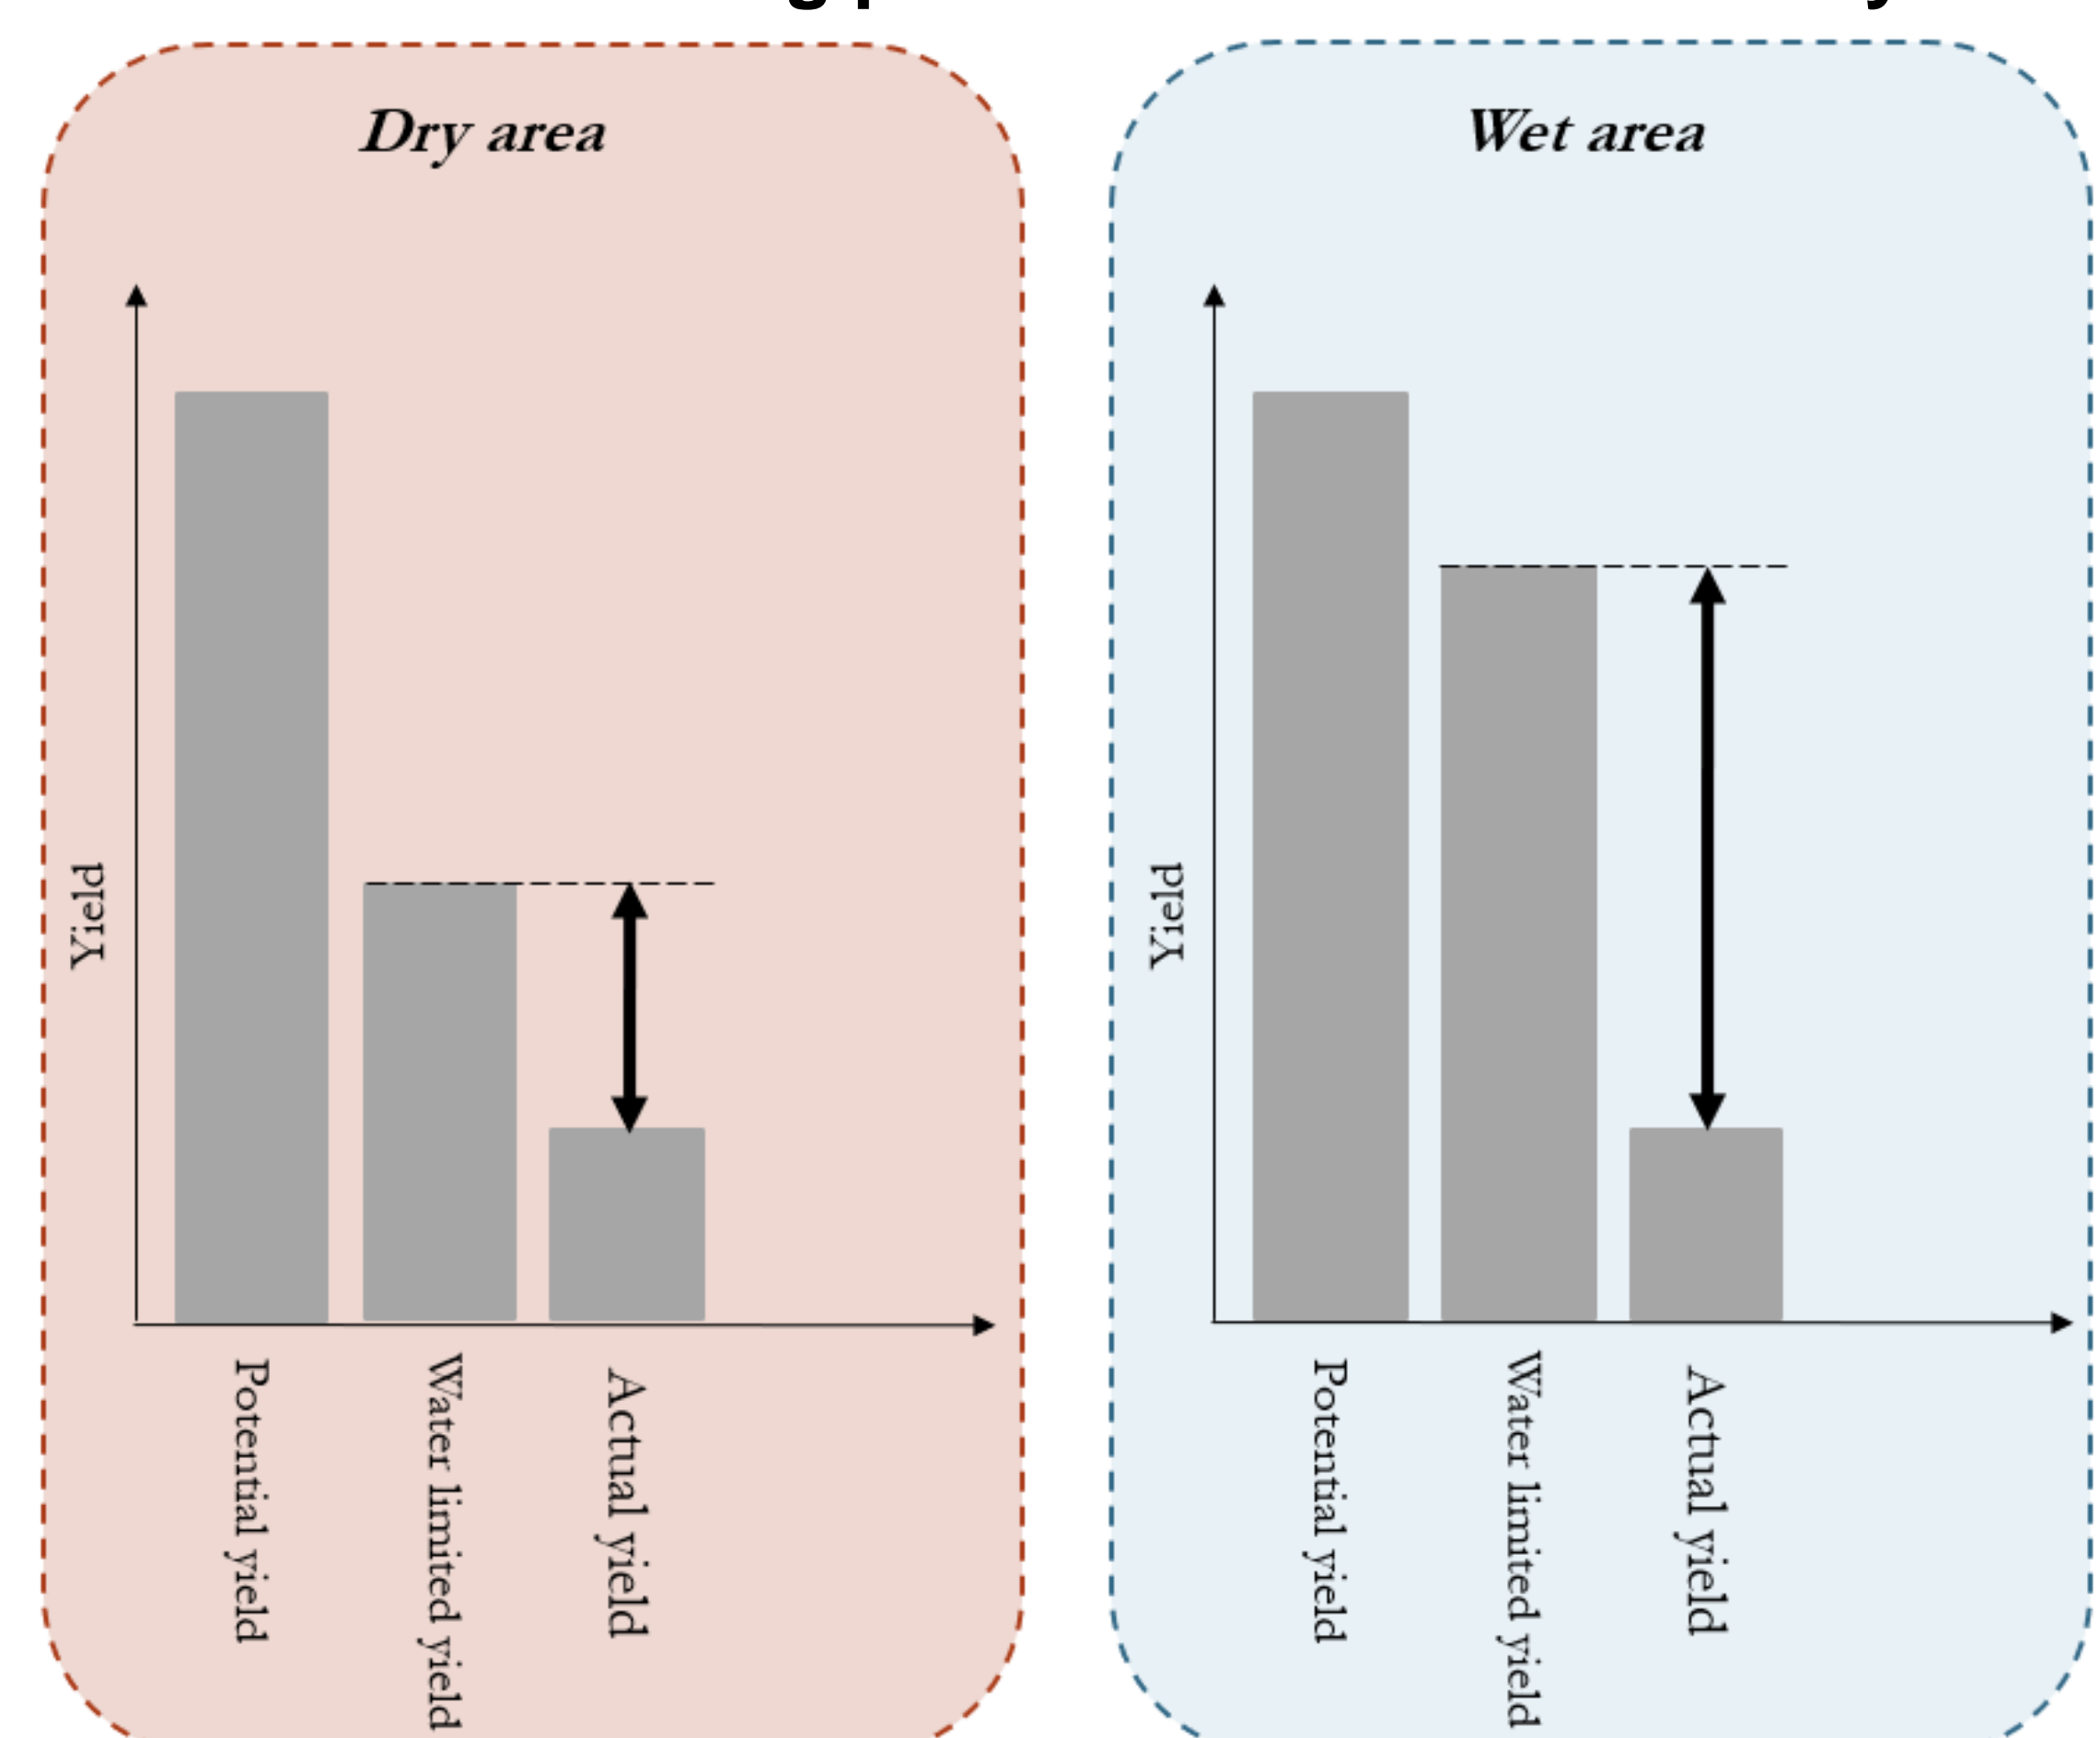 Dry area
Yield
Potential yield
Water limited yield
Actual yield
Wet area
Yield
Potential yield
Water limited yield
Actual yield